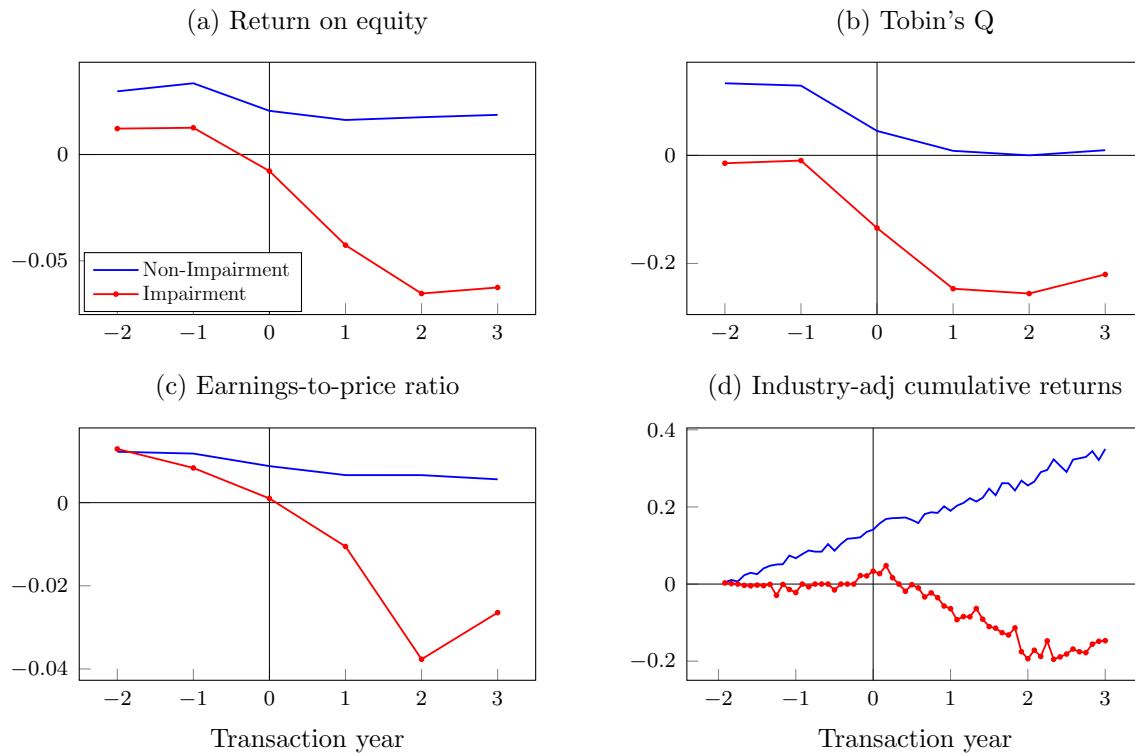 (a) Return on equity
0
−0.05
Non-Impairment
Impairment
−2 −1 0 1 2 3
(b) Tobin's Q
0
−0.2
−2 −1 0 1 2 3
(c) Earnings-to-price ratio
0
−0.02
−0.04
−2 −1 0 1 2 3
Transaction year
(d) Industry-adj cumulative returns
0.4
0.2
0
−0.2
−2 −1 0 1 2 3
Transaction year